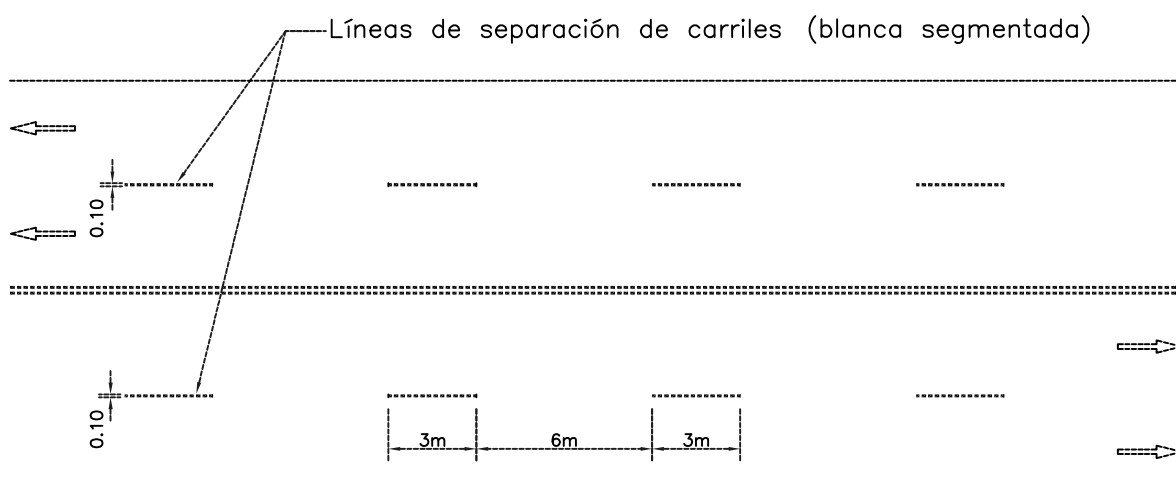 Líneas de separación de carriles (blanca segmentada)
0.10
0.10
3m 6m 3m